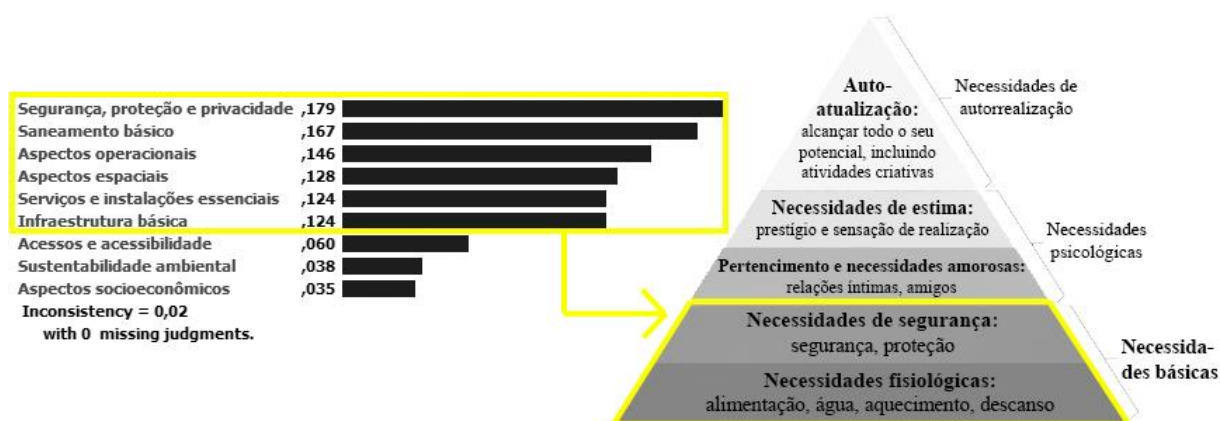 Segurança, proteção e privacidade ,179
Saneamento básico ,167
Aspectos operacionais ,146
Aspectos espaciais ,128
Serviços e instalações essenciais ,124
Infraestrutura básica ,124
Acessos e acessibilidade ,060
Sustentabilidade ambiental ,038
Aspectos socioeconômicos ,035
Inconsistency = 0,02
with 0 missing judgments.
Auto-
atualização:
alcançar todo o seu
potencial, incluindo
atividades criativas
Necessidades de
autorrealização
Necessidades de estima:
prestígio e sensação de realização
Pertencimento e necessidades amorosas:
relações íntimas, amigos
Necessidades
psicológicas
Necessidades de segurança:
segurança, proteção
Necessidades fisiológicas:
alimentação, água, aquecimento, descanso
Necessida-
des básicas